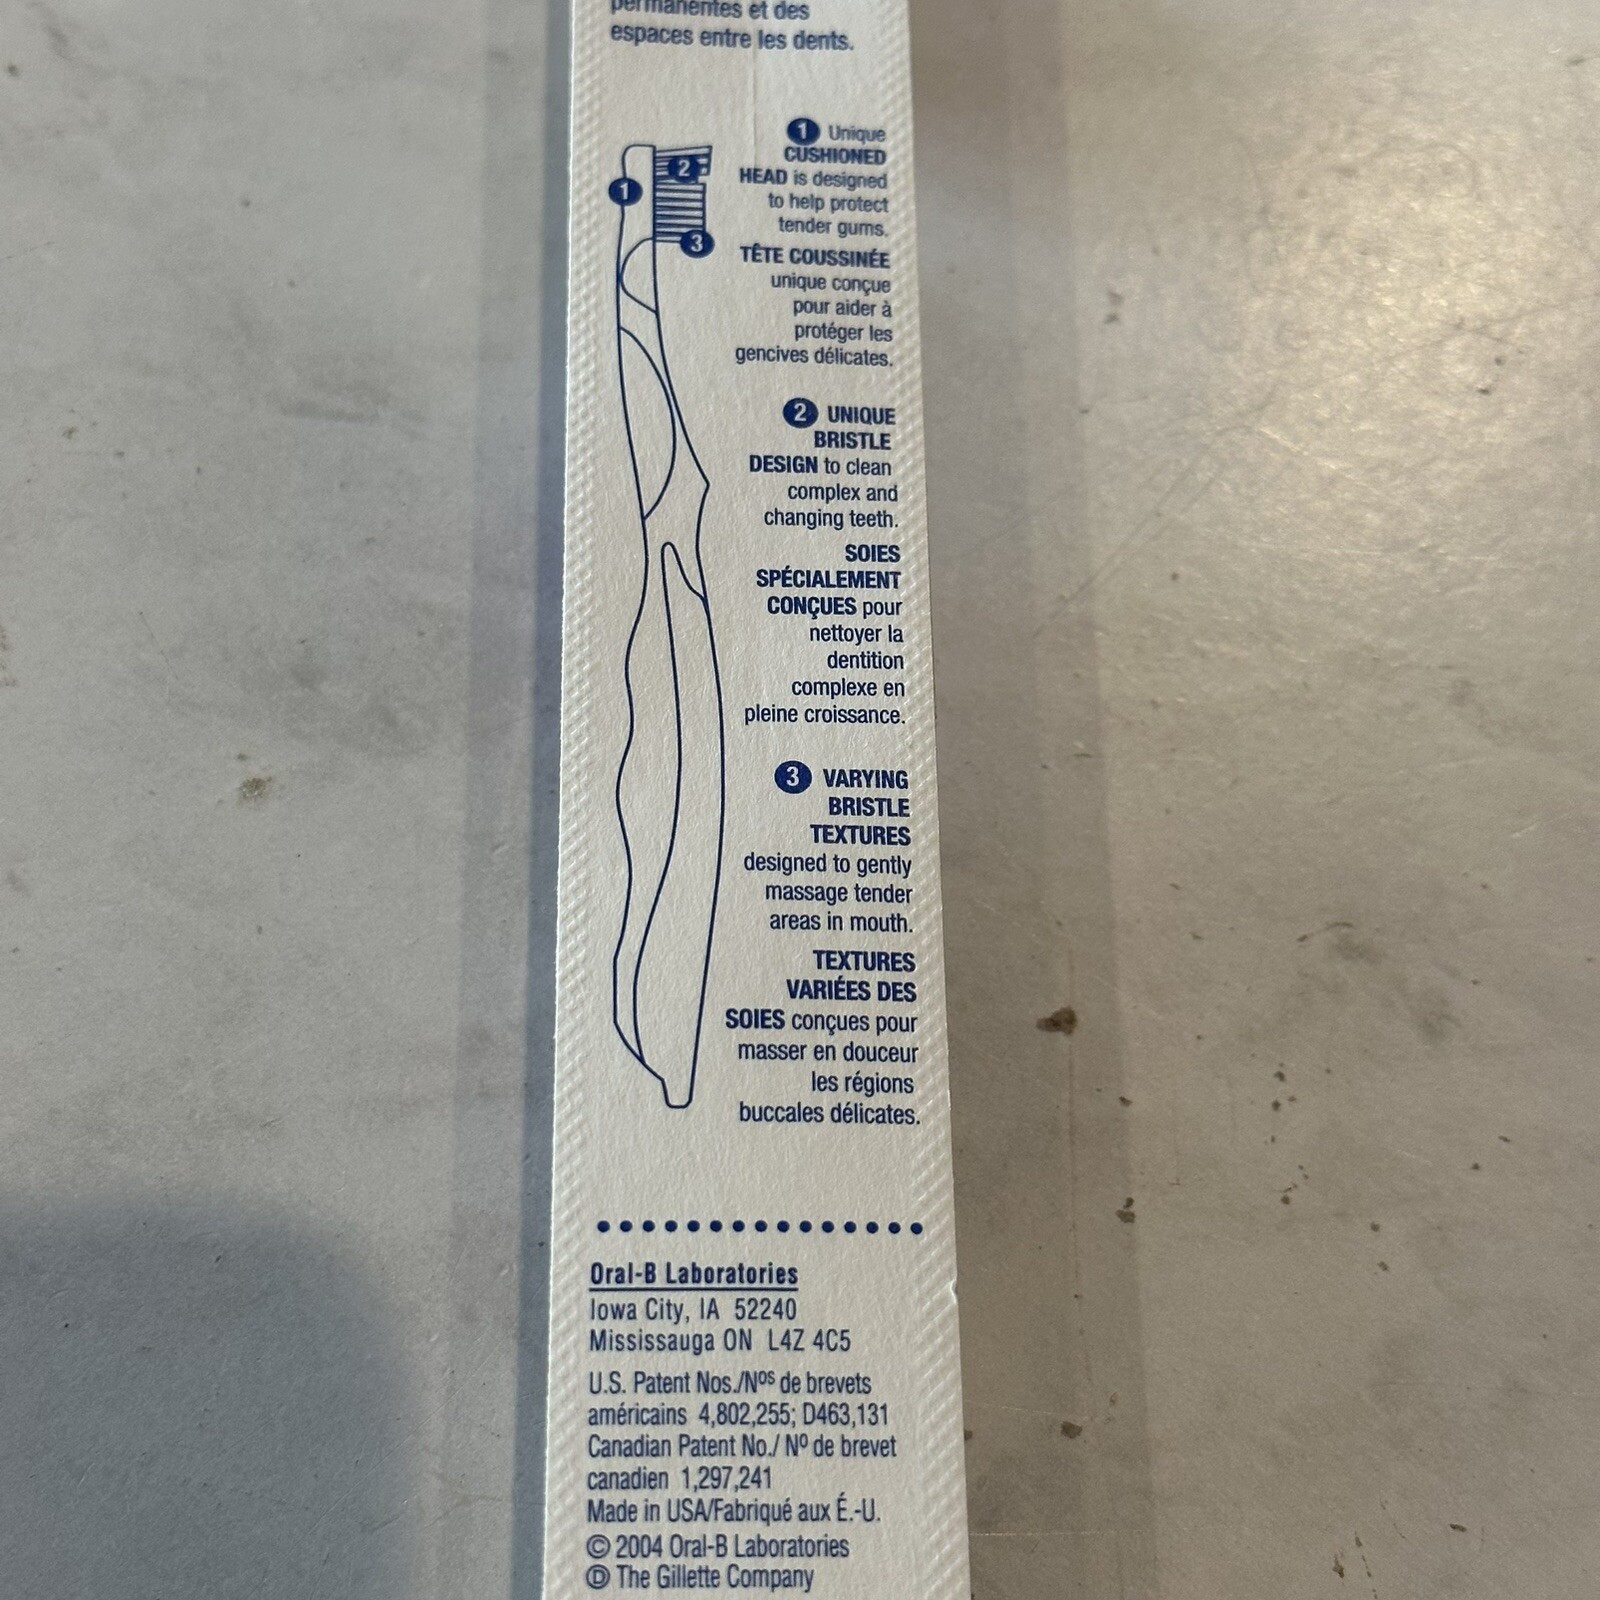 permanentes et des
espaces entre les dents.
1 Unique
CUSHIONED
HEAD is designed
to help protect
tender gums.
TÊTE COUSSINÉE
unique conçue
pour aider à
protéger les
gencives délicates.
2 UNIQUE
BRISTLE
DESIGN to clean
complex and
changing teeth.
SOIES
SPÉCIALEMENT
CONÇUES pour
nettoyer la
dentition
complexe en
pleine croissance.
3 VARYING
BRISTLE
TEXTURES
designed to gently
massage tender
areas in mouth.
TEXTURES
VARIÉES DES
SOIES conçues pour
masser en douceur
les régions
buccales délicates.
1
2
3
Oral-B Laboratories
Iowa City, IA 52240
Mississauga ON L4Z 4C5
U.S. Patent Nos./Nos de brevets
américains 4,802,255; D463,131
Canadian Patent No./ Nº de brevet
canadien 1,297,241
Made in USA/Fabriqué aux É.-U.
© 2004 Oral-B Laboratories
Ⓓ The Gillette Company